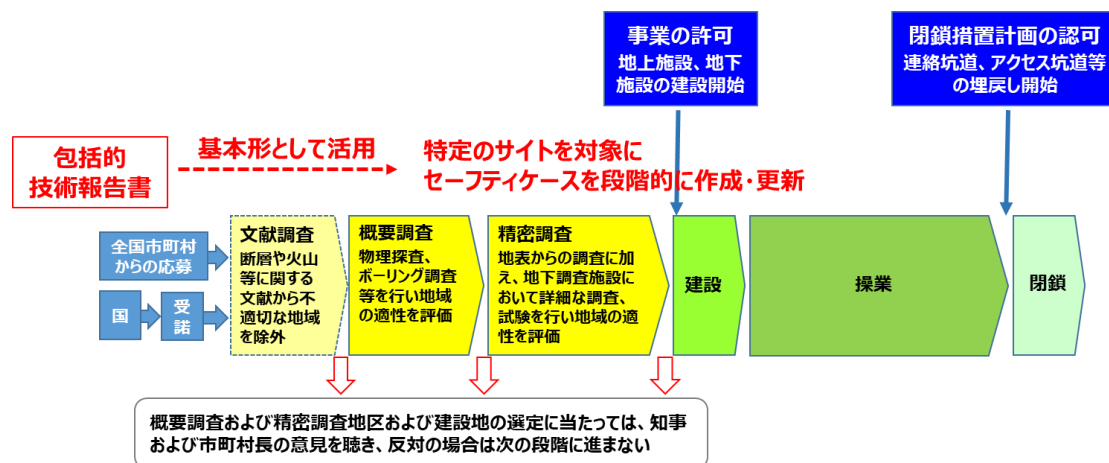 事業の許可
地上施設、地下
施設の建設開始
閉鎖措置計画の認可
連絡坑道、アクセス坑道等
の埋戻し開始
包括的
技術報告書
基本形として活用
特定のサイトを対象に
セーフティケースを段階的に作成・更新
全国市町村
からの応募
国
受
諾
文献調査
断層や火山
等に関する
文献から不
適切な地域
を除外
概要調査
物理探査、
ボーリング調査
等を行い地域
の適性を評価
精密調査
地表からの調査に加
え、地下調査施設に
おいて詳細な調査、
試験を行い地域の適
性を評価
建設
操業
閉鎖
概要調査および精密調査地区および建設地の選定に当たっては、知事
および市町村長の意見を聴き、反対の場合は次の段階に進まない